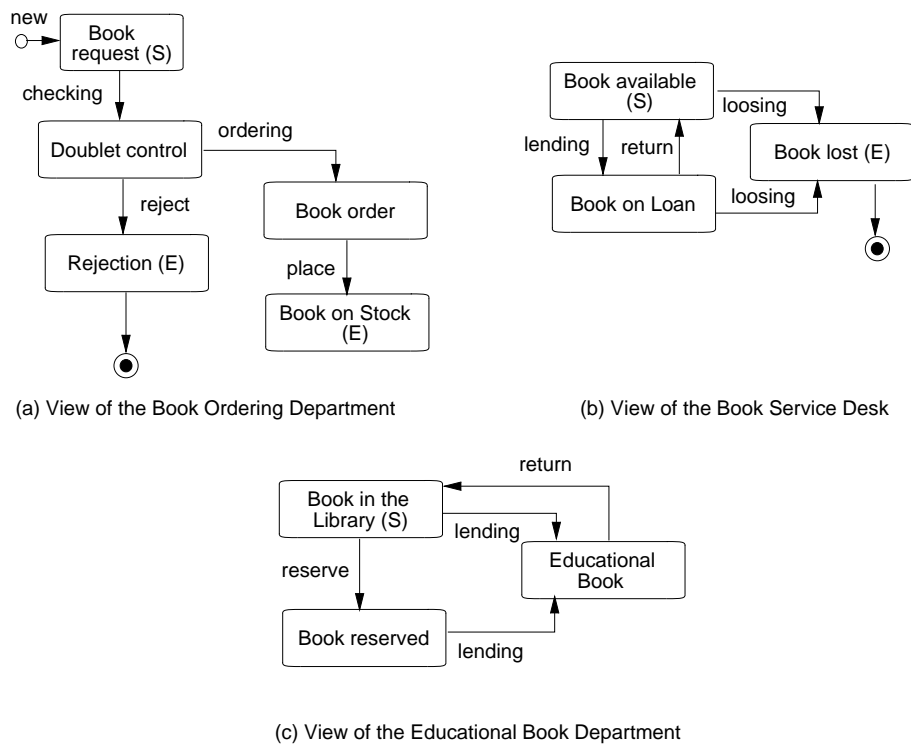 new
Book
request (S)
checking
Doublet control
ordering
reject
Book order
Rejection (E)
place
Book on Stock
(E)
(a) View of the Book Ordering Department
Book available
(S)
loosing
lending
return
Book lost (E)
Book on Loan
loosing
(b) View of the Book Service Desk
return
Book in the
Library (S)
lending
Educational
Book
reserve
Book reserved
lending
(c) View of the Educational Book Department